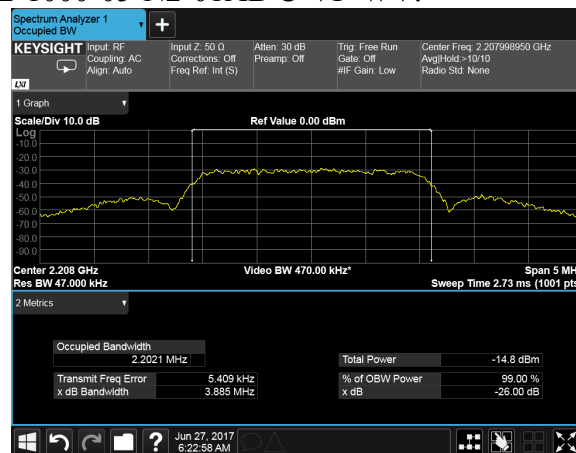 Spectrum Analyzer 1
Occupied BW
KEYSIGHT
LXI
Input: RF
Coupling: AC
Align: Auto
Input Z: 50 Ω
Corrections: Off
Freq Ref: Int (S)
Atten: 30 dB
Preamp: Off
Trig: Free Run
Gate: Off
#IF Gain: Low
Center Freq: 2.207998950 GHz
Avg|Hold:>10/10
Radio Std: None
1 Graph
Scale/Div 10.0 dB
Ref Value 0.00 dBm
Log
-10.0
-20.0
-30.0
-40.0
-50.0
-60.0
-70.0
-80.0
-90.0
Center 2.208 GHz
Video BW 470.00 kHz*
Span 5 MH
Res BW 47.000 kHz
Sweep Time 2.73 ms (1001 pts
2 Metrics
Occupied Bandwidth
2.2021 MHz
Total Power -14.8 dBm
Transmit Freq Error 5.409 kHz
% of OBW Power 99.00 %
x dB Bandwidth 3.885 MHz
x dB -26.00 dB
?
Jun 27, 2017
6:22:58 AM